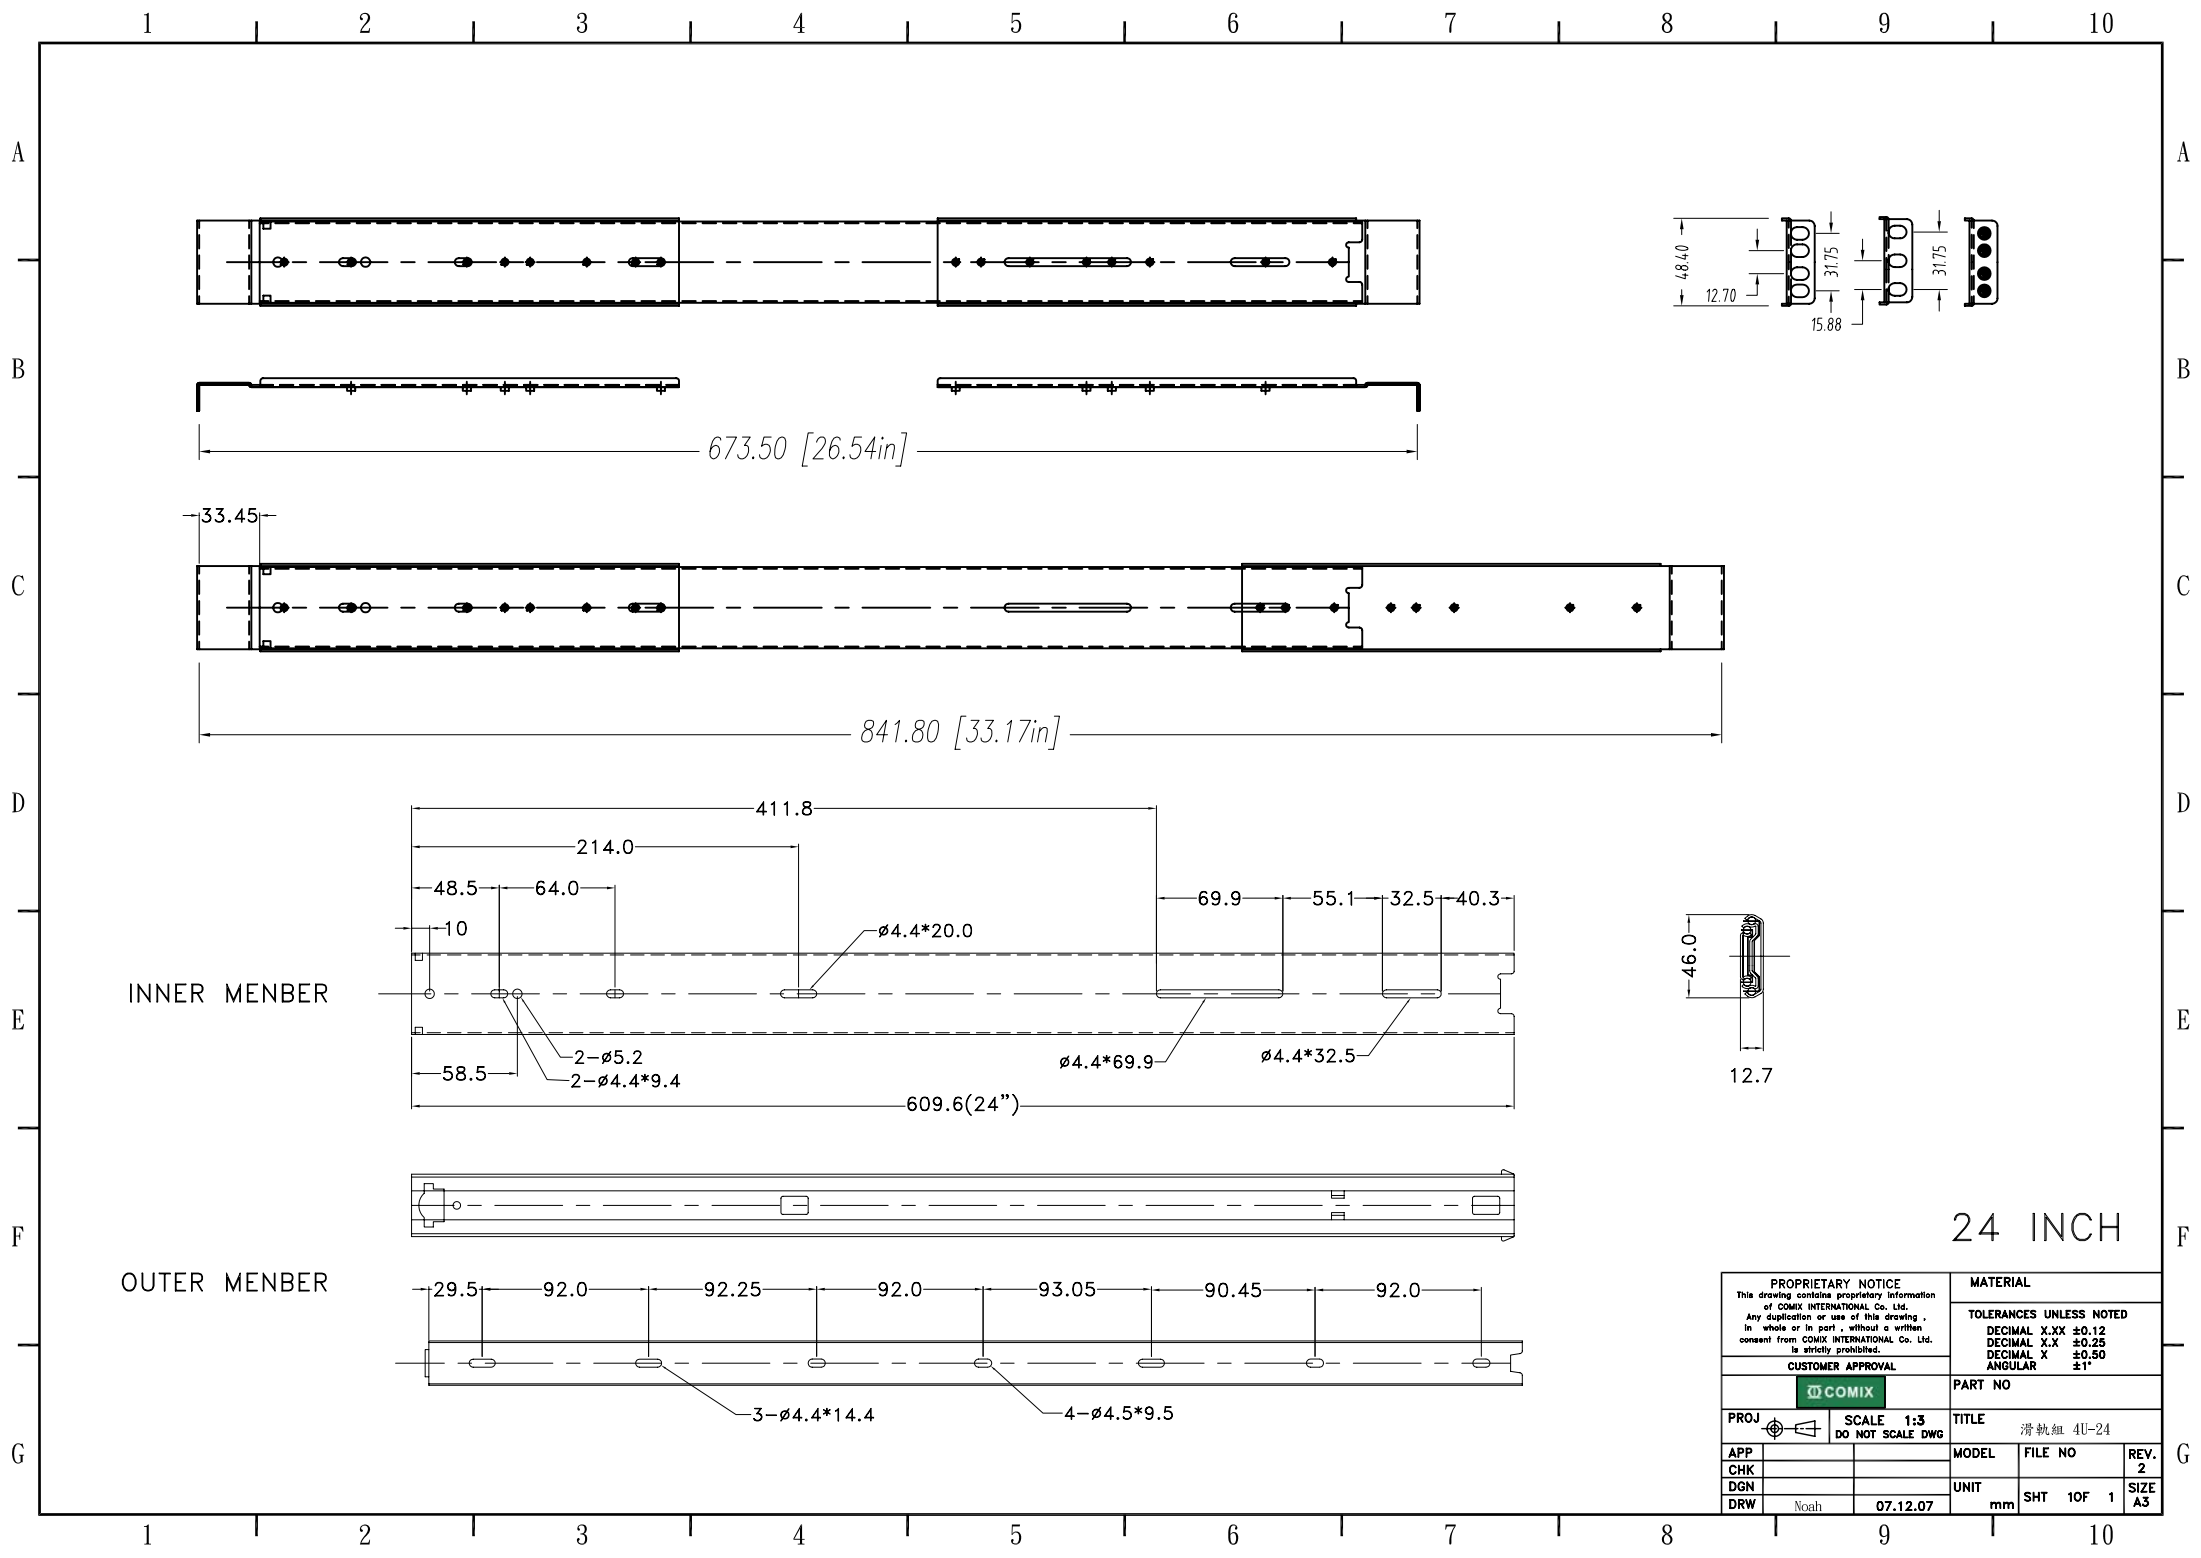 1 2 3 4 5 6 7 8 9 10
A A
48.40
12.70
31.75
15.88
31.75
B B
673.50 [26.54in]
33.45
C C
841.80 [33.17in]
D D
411.8
214.0
48.5 64.0 69.9 55.1 32.5 40.3
10 ø4.4*20.0
46.0
INNER MENBER
E E
2-ø5.2 ø4.4*69.9 ø4.4*32.5
58.5 2-ø4.4*9.4
12.7
609.6(24”)
24 INCH
F F
OUTER MENBER
29.5 92.0 92.25 92.0 93.05 90.45 92.0
3-ø4.4*14.4 4-ø4.5*9.5
PROPRIETARY NOTICE
This drawing contains proprietary information
of COMIX INTERNATIONAL Co. Ltd.
Any duplication or use of this drawing ,
in whole or in part , without a written
consent from COMIX INTERNATIONAL Co. Ltd.
is strictly prohibited.
CUSTOMER APPROVAL
COMIX
MATERIAL
TOLERANCES UNLESS NOTED
DECIMAL X.XX ±0.12
DECIMAL X.X ±0.25
DECIMAL X ±0.50
ANGULAR ±1°
PART NO
PROJ
SCALE 1:3
DO NOT SCALE DWG
TITLE
滑軌組 4U-24
G G
APP
CHK
DGN
DRW Noah 07.12.07
MODEL FILE NO REV.
2
UNIT
mm
SHT 1OF 1
SIZE
A3
1 2 3 4 5 6 7 8 9 10